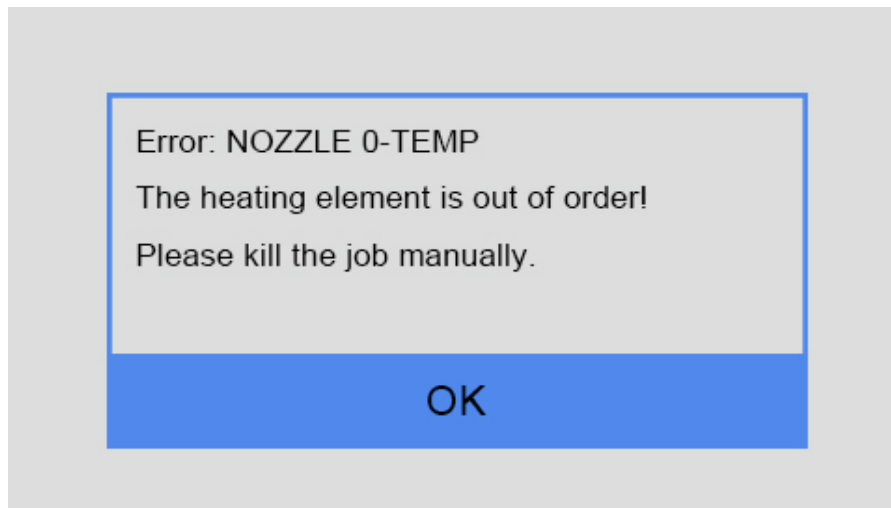 Error: NOZZLE 0-TEMP
The heating element is out of order!
Please kill the job manually.
OK